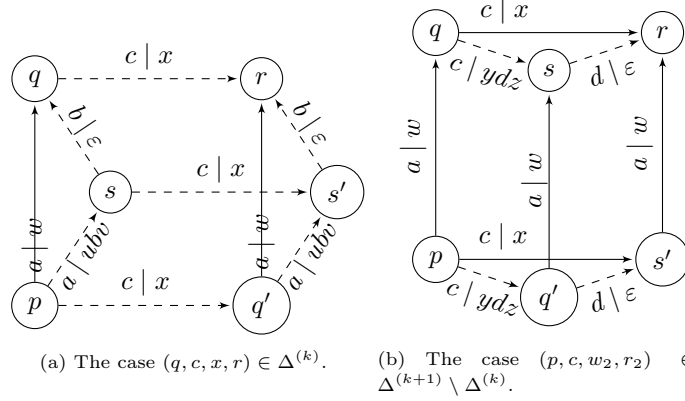 c | x
q
r
c | ydz
s
d | ε
c | x
q
r
b | ε
b | ε
a | w
a | w
a | w
s
c | x
s′
a | w
a | ubv
a | w
a | ubv
c | x
p
s′
c | x
p
q′
c | ydz
q′
d | ε
(a) The case (q, c, x, r) ∈ Δ(k).
(b) The case (p, c, w2, r2) ∈
Δ(k+1) \ Δ(k).